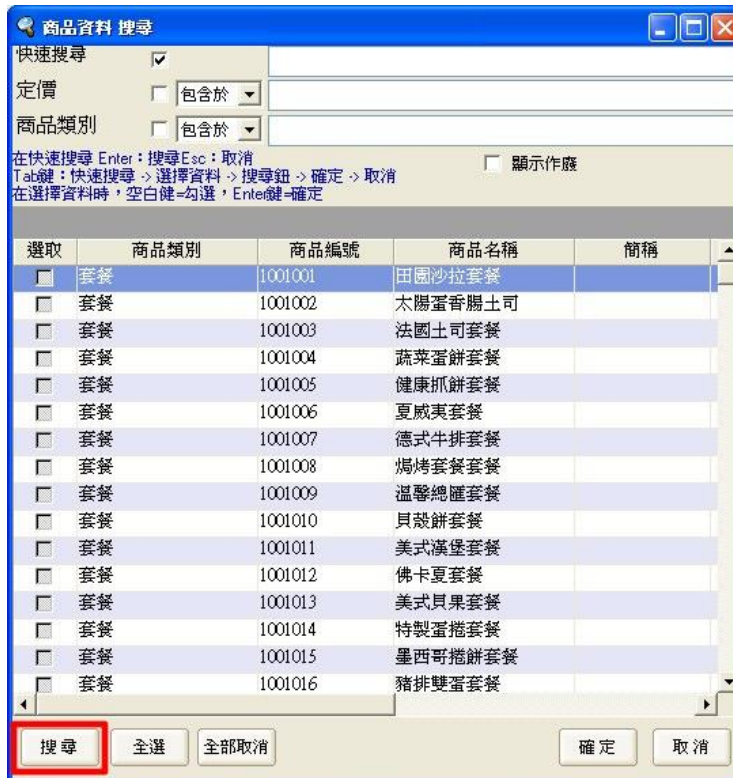 商品資料 搜尋
快速搜尋
定價 包含於
商品類別 包含於
在快速搜尋 Enter：搜尋Esc：取消
Tab鍵：快速搜尋 -> 選擇資料 -> 搜尋鈕 -> 確定 -> 取消
在選擇資料時，空白鍵=勾選，Enter鍵=確定
顯示作廢
選取 商品類別 商品編號 商品名稱 簡稱
套餐 1001001 田園沙拉套餐
套餐 1001002 太陽蛋香腸土司
套餐 1001003 法國土司套餐
套餐 1001004 蔬菜蛋餅套餐
套餐 1001005 健康抓餅套餐
套餐 1001006 夏威夷套餐
套餐 1001007 德式牛排套餐
套餐 1001008 焗烤套餐套餐
套餐 1001009 溫馨總匯套餐
套餐 1001010 貝殼餅套餐
套餐 1001011 美式漢堡套餐
套餐 1001012 佛卡夏套餐
套餐 1001013 美式貝果套餐
套餐 1001014 特製蛋捲套餐
套餐 1001015 墨西哥捲餅套餐
套餐 1001016 豬排雙蛋套餐
搜尋 全選 全部取消 確定 取消